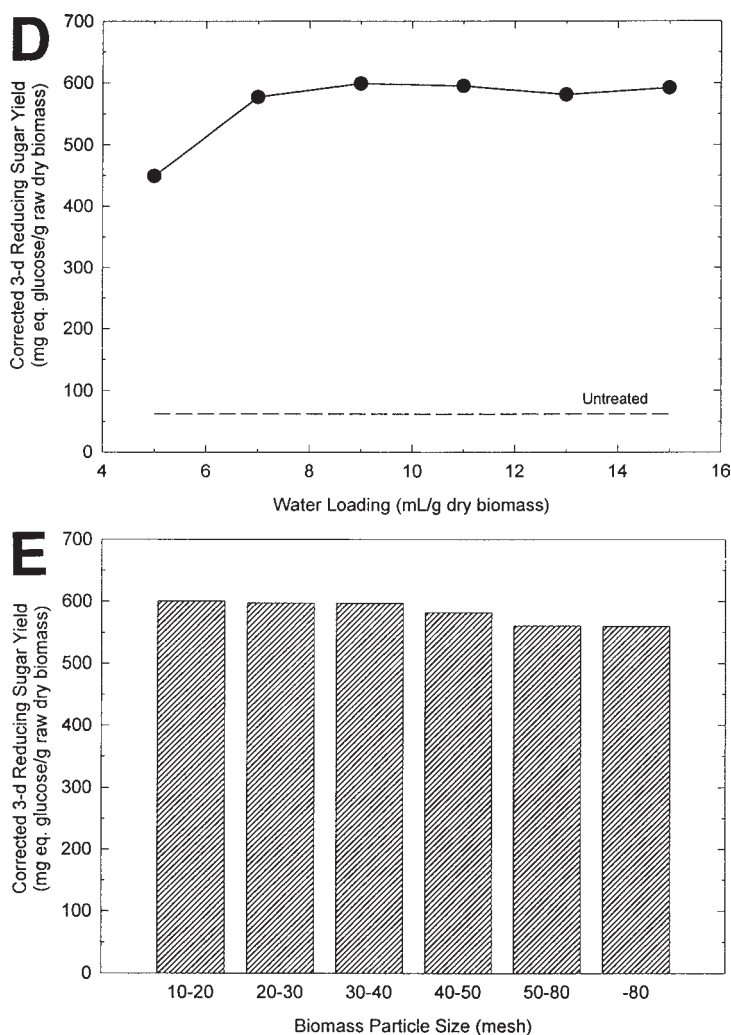 D
Corrected 3-d Reducing Sugar Yield
(mg eq. glucose/g raw dry biomass)
700
600
500
400
300
200
100
0
Untreated
4 6 8 10 12 14 16
Water Loading (mL/g dry biomass)
E
Corrected 3-d Reducing Sugar Yield
(mg eq. glucose/g raw dry biomass)
700
600
500
400
300
200
100
0
10-20 20-30 30-40 40-50 50-80 -80
Biomass Particle Size (mesh)